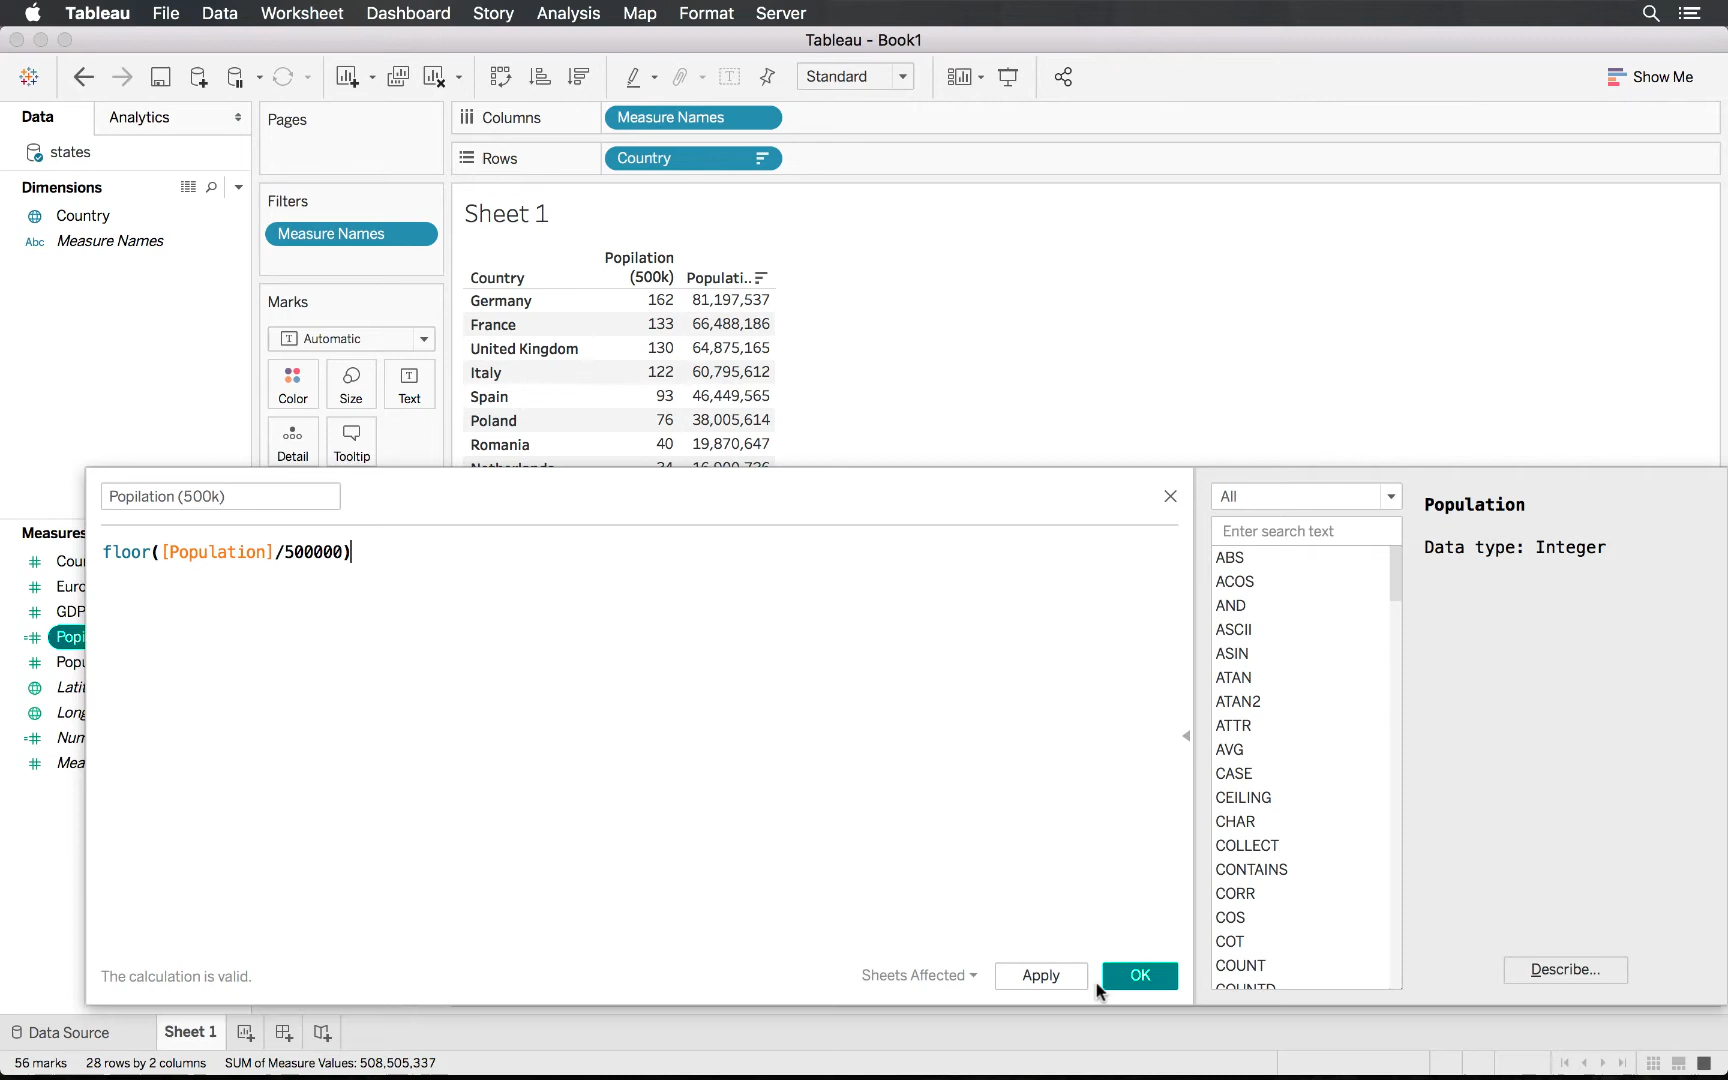 Tableau File Data Worksheet Dashboard Story Analysis Map Format Server
Tableau - Book1
Standard
Show Me
Data
Analytics
states
Dimensions
Country
Abc Measure Names
Measures
Cou
Euro
GDP
Popi
Popu
Latit
Long
Num
Mea
Pages
Filters
Measure Names
Marks
Automatic
Color
Size
Text
Detail
Tooltip
Columns
Measure Names
Rows
Country
Sheet 1
Popilation
Country (500k) Populati..
Germany 162 81,197,537
France 133 66,488,186
United Kingdom 130 64,875,165
Italy 122 60,795,612
Spain 93 46,449,565
Poland 76 38,005,614
Romania 40 19,870,647
Popilation (500k)
floor([Population]/500000)
The calculation is valid.
Sheets Affected
Apply
OK
All
Enter search text
ABS
ACOS
AND
ASCII
ASIN
ATAN
ATAN2
ATTR
AVG
CASE
CEILING
CHAR
COLLECT
CONTAINS
CORR
COS
COT
COUNT
COUNTD
Population
Data type: Integer
Describe...
Data Source
Sheet 1
56 marks 28 rows by 2 columns SUM of Measure Values: 508,505,337